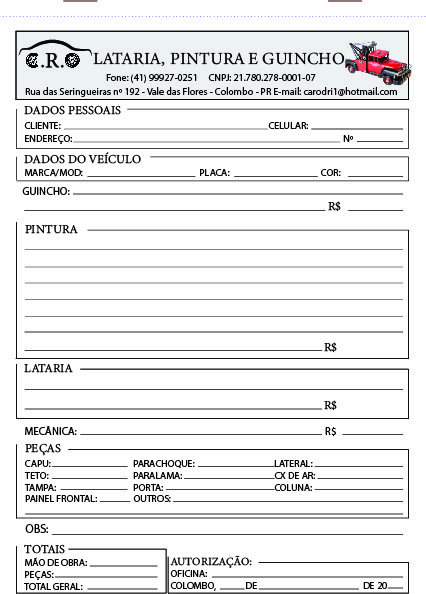 C.R.O LATARIA, PINTURA E GUINCHO
Fone: (41) 99927-0251 CNPJ: 21.780.278-0001-07
Rua das Seringueiras nº 192 - Vale das Flores - Colombo - PR E-mail: carodri1@hotmail.com
DADOS PESSOAIS
CLIENTE: CELULAR:
ENDEREÇO: Nº
DADOS DO VEÍCULO
MARCA/MOD: PLACA: COR:
GUINCHO:
R$
PINTURA
R$
LATARIA
R$
MECÂNICA: R$
PEÇAS
CAPU: PARACHOQUE: LATERAL:
TETO: PARALAMA: CX DE AR:
TAMPA: PORTA: COLUNA:
PAINEL FRONTAL: OUTROS:
OBS:
TOTAIS
MÃO DE OBRA:
PEÇAS:
TOTAL GERAL:
AUTORIZAÇÃO:
OFICINA:
COLOMBO, DE DE 20